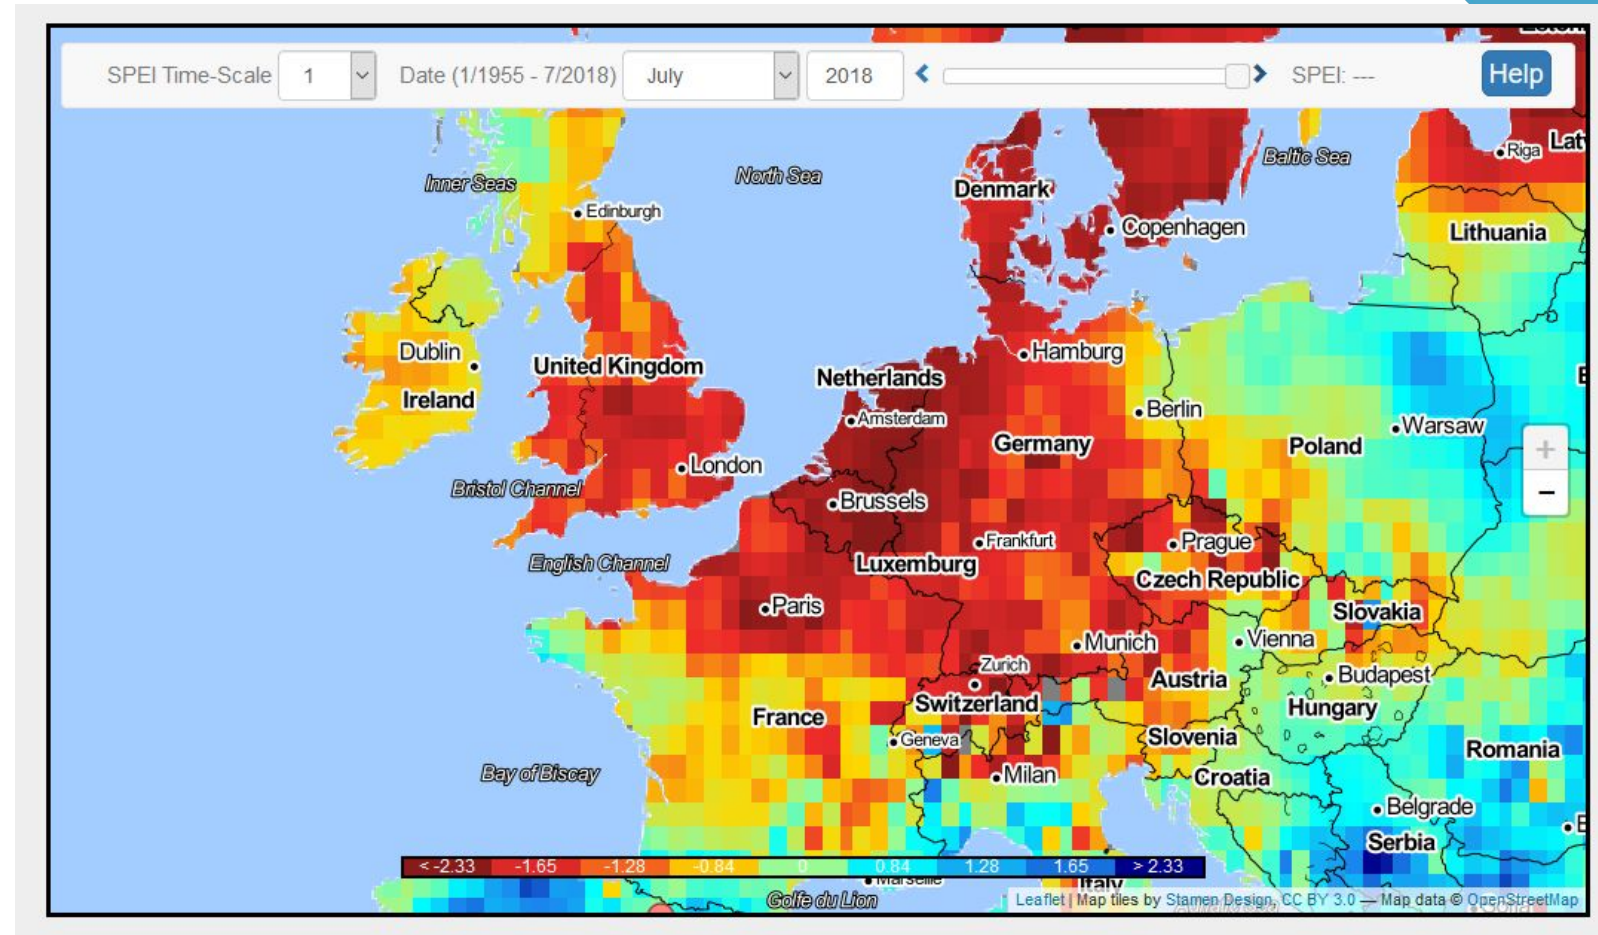 SPEI Time-Scale 1 Date (1/1955 - 7/2018) July 2018 SPEI: --- Help
Baltic Sea
Riga
North Sea
Inner Seas
Denmark
Edinburgh
Copenhagen
Lithuania
Dublin
Hamburg
United Kingdom
Netherlands
Ireland
Berlin
Amsterdam
Warsaw
Germany
Poland
London
+
Bristol Channel
−
Brussels
Frankfurt
Prague
English Channel
Luxemburg
Czech Republic
Paris
Slovakia
Munich
Vienna
Zurich
Austria
Budapest
Switzerland
Hungary
France
Geneva
Slovenia
Romania
Bay of Biscay
Milan
Croatia
Belgrade
Serbia
< -2.33 -1.65 -1.28 -0.84 0 0.84 1.28 1.65 > 2.33
Marseille
Italy
Golfe du Lion
Leaflet | Map tiles by Stamen Design, CC BY 3.0 — Map data © OpenStreetMap